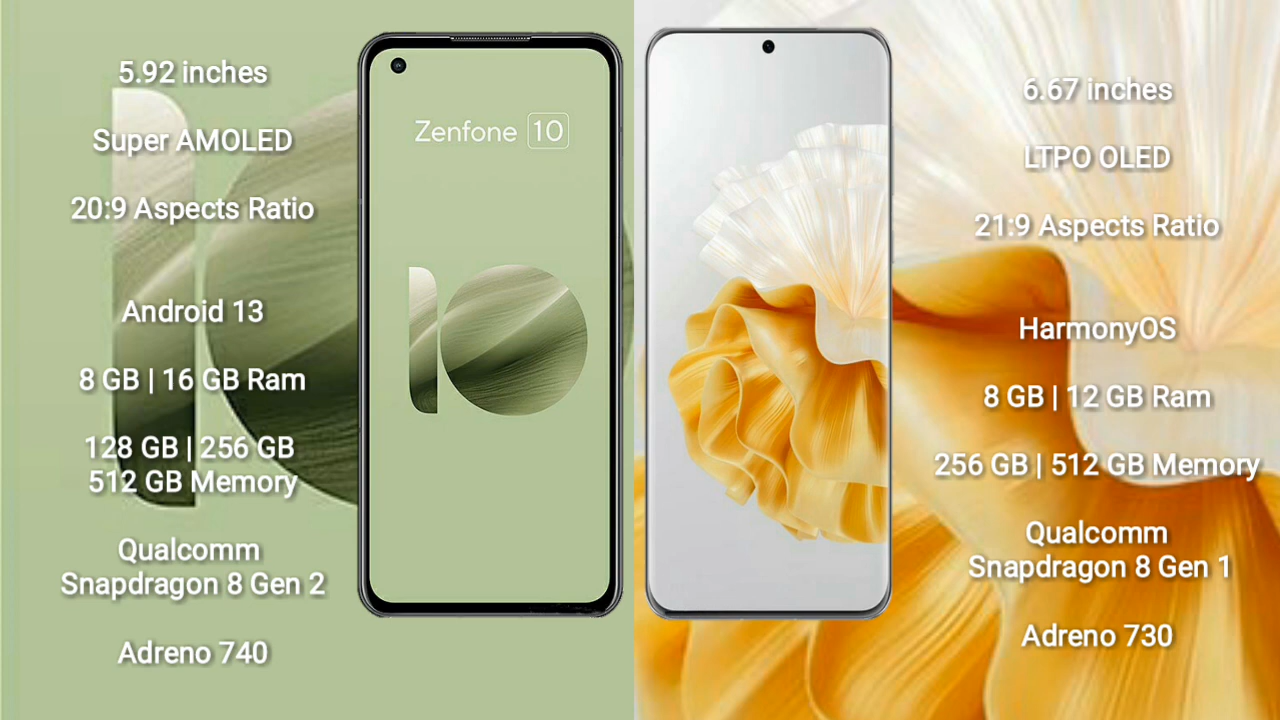 5.92 inches
Super AMOLED
20:9 Aspects Ratio
Android 13
8 GB | 16 GB Ram
128 GB | 256 GB
512 GB Memory
Qualcomm
Snapdragon 8 Gen 2
Adreno 740
Zenfone 10
6.67 inches
LTPO OLED
21:9 Aspects Ratio
HarmonyOS
8 GB | 12 GB Ram
256 GB | 512 GB Memory
Qualcomm
Snapdragon 8 Gen 1
Adreno 730